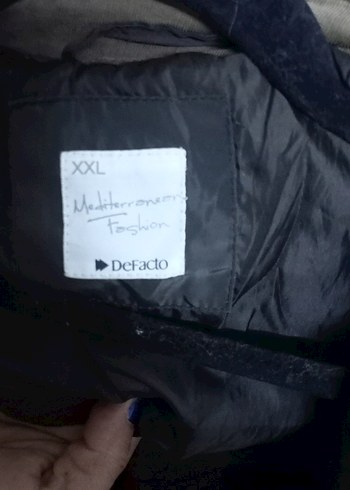 XXL
Mediterranean
Fashion
DeFacto